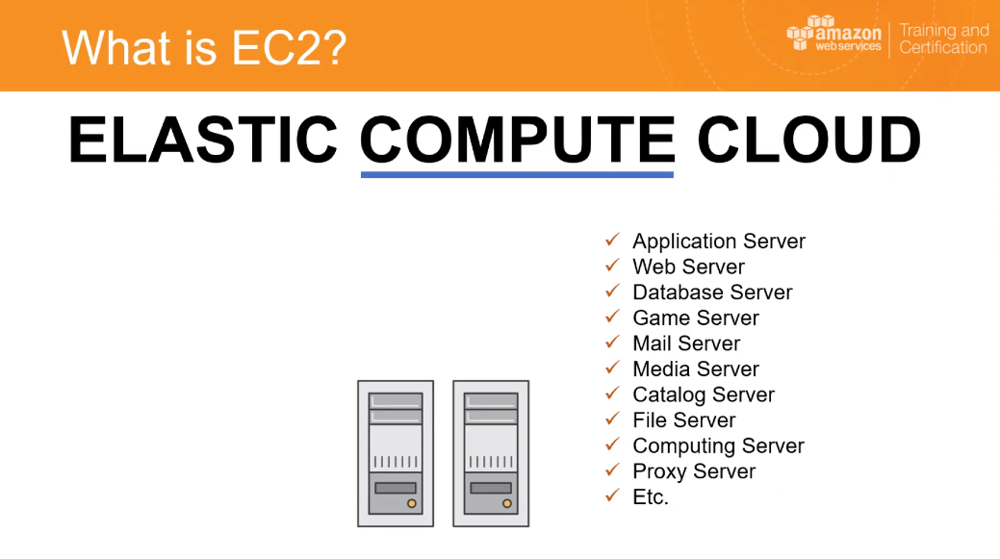 What is EC2?
amazon
web services
Training and
Certification
ELASTIC COMPUTE CLOUD
Application Server
Web Server
Database Server
Game Server
Mail Server
Media Server
Catalog Server
File Server
Computing Server
Proxy Server
Etc.